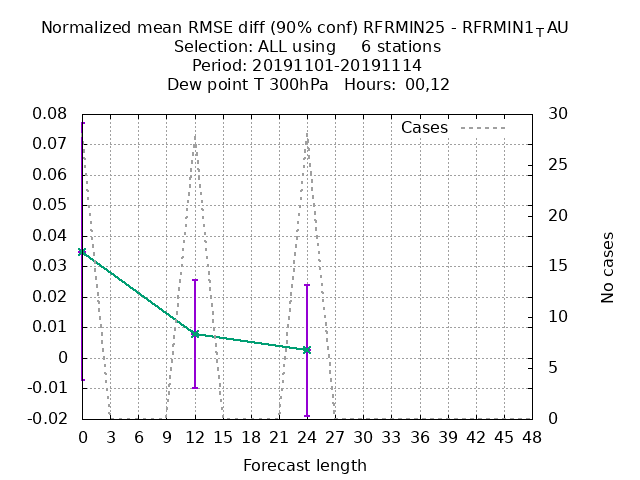 Normalized mean RMSE diff (90% conf) RFRMIN25 - RFRMIN1TAU
Selection: ALL using 6 stations
Period: 20191101-20191114
Dew point T 300hPa Hours: 00,12
0.08
0.07
0.06
0.05
0.04
0.03
0.02
0.01
0
-0.01
-0.02
Cases
30
25
20
15
10
5
0
No cases
0 3 6 9 12 15 18 21 24 27 30 33 36 39 42 45 48
Forecast length